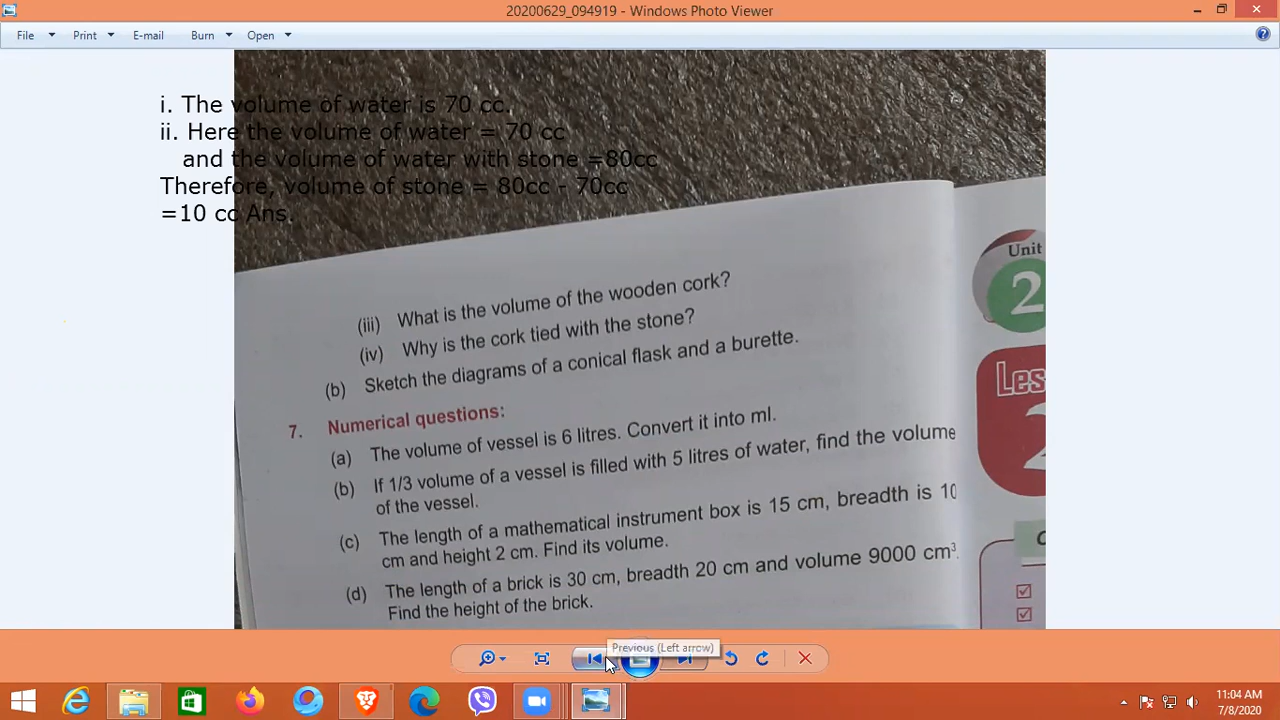 20200629_094919 - Windows Photo Viewer
File Print E-mail Burn Open
i. The volume of water is 70 cc.
ii. Here the volume of water = 70 cc
and the volume of water with stone =80cc
Therefore, volume of stone = 80cc - 70cc
=10 cc Ans.
(iii) What is the volume of the wooden cork?
(iv) Why is the cork tied with the stone?
(b) Sketch the diagrams of a conical flask and a burette.
7. Numerical questions:
(a) The volume of vessel is 6 litres. Convert it into ml.
(b) If 1/3 volume of a vessel is filled with 5 litres of water, find the volume
of the vessel.
(c) The length of a mathematical instrument box is 15 cm, breadth is 10
cm and height 2 cm. Find its volume.
(d) The length of a brick is 30 cm, breadth 20 cm and volume 9000 cm³.
Find the height of the brick.
Unit
2
Les
Previous (Left arrow)
11:04 AM
7/8/2020